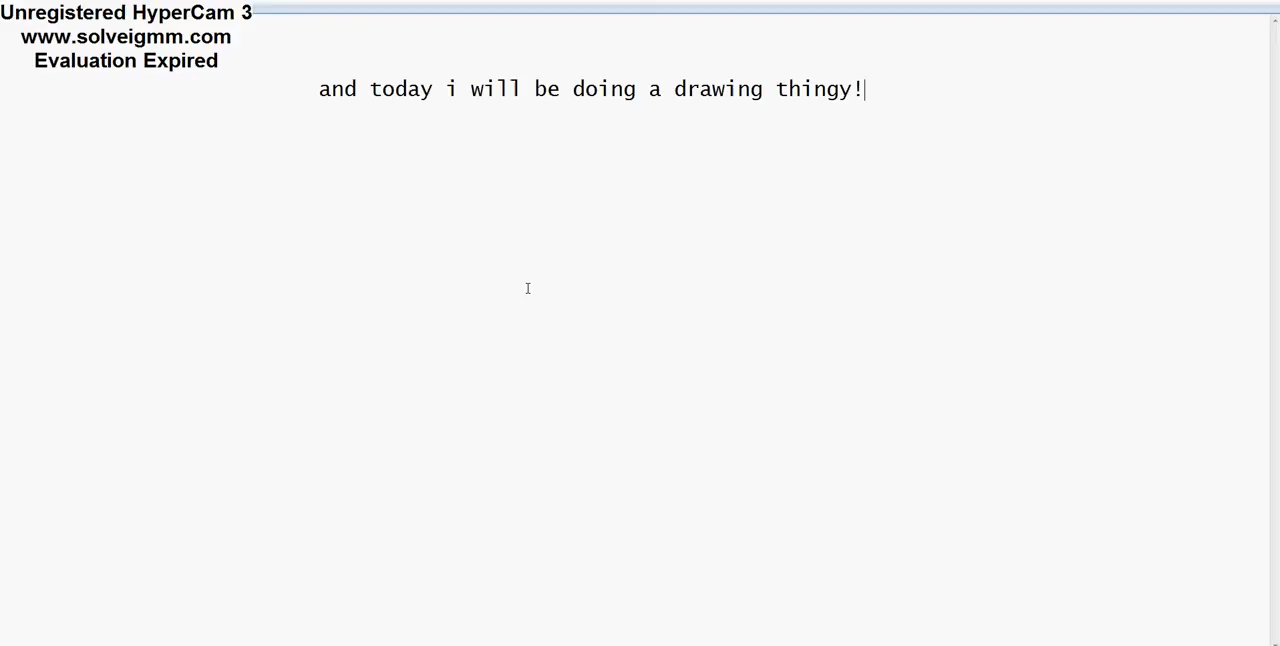 Unregistered HyperCam 3
www.solveigmm.com
Evaluation Expired
and today i will be doing a drawing thingy!